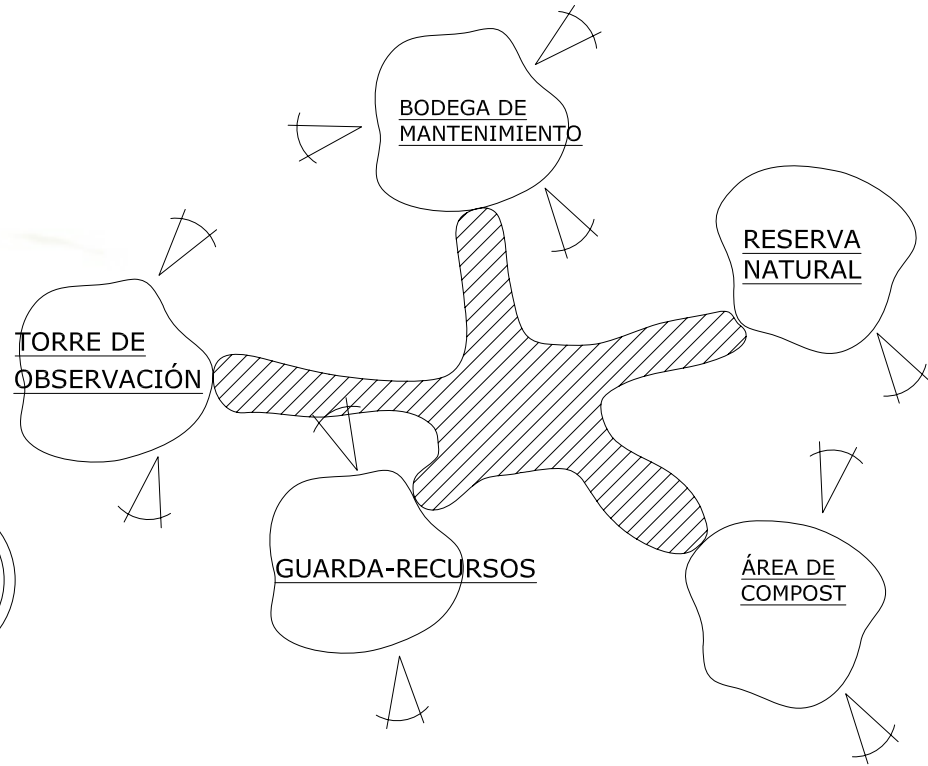 BODEGA DE
MANTENIMIENTO
RESERVA
NATURAL
TORRE DE
OBSERVACIÓN
GUARDA-RECURSOS
ÁREA DE
COMPOST